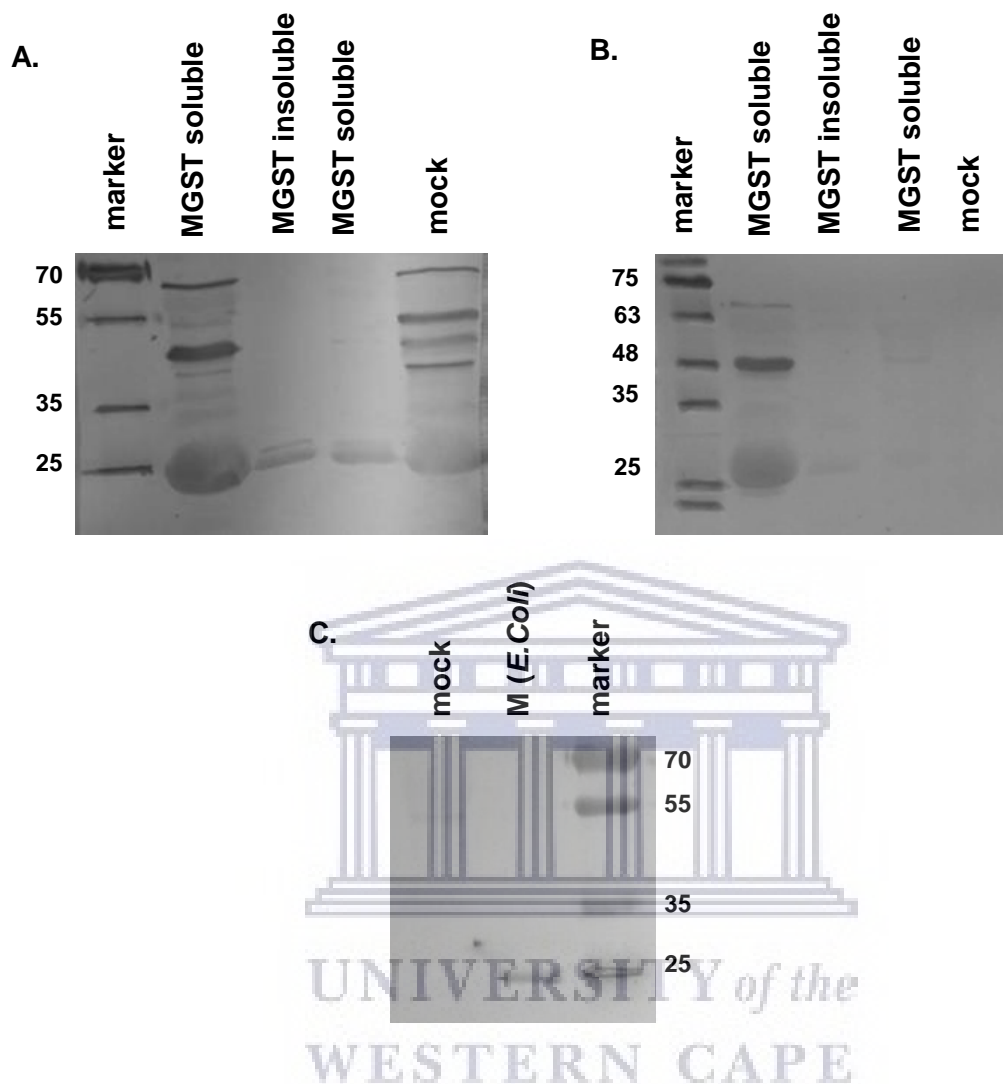 A.
marker
MGST soluble
MGST insoluble
MGST soluble
mock
70
55
35
25
B.
marker
MGST soluble
MGST insoluble
MGST soluble
mock
75
63
48
35
25
C.
mock
M (E.Coli)
marker
70
55
35
25
UNIVERSITY of the
WESTERN CAPE